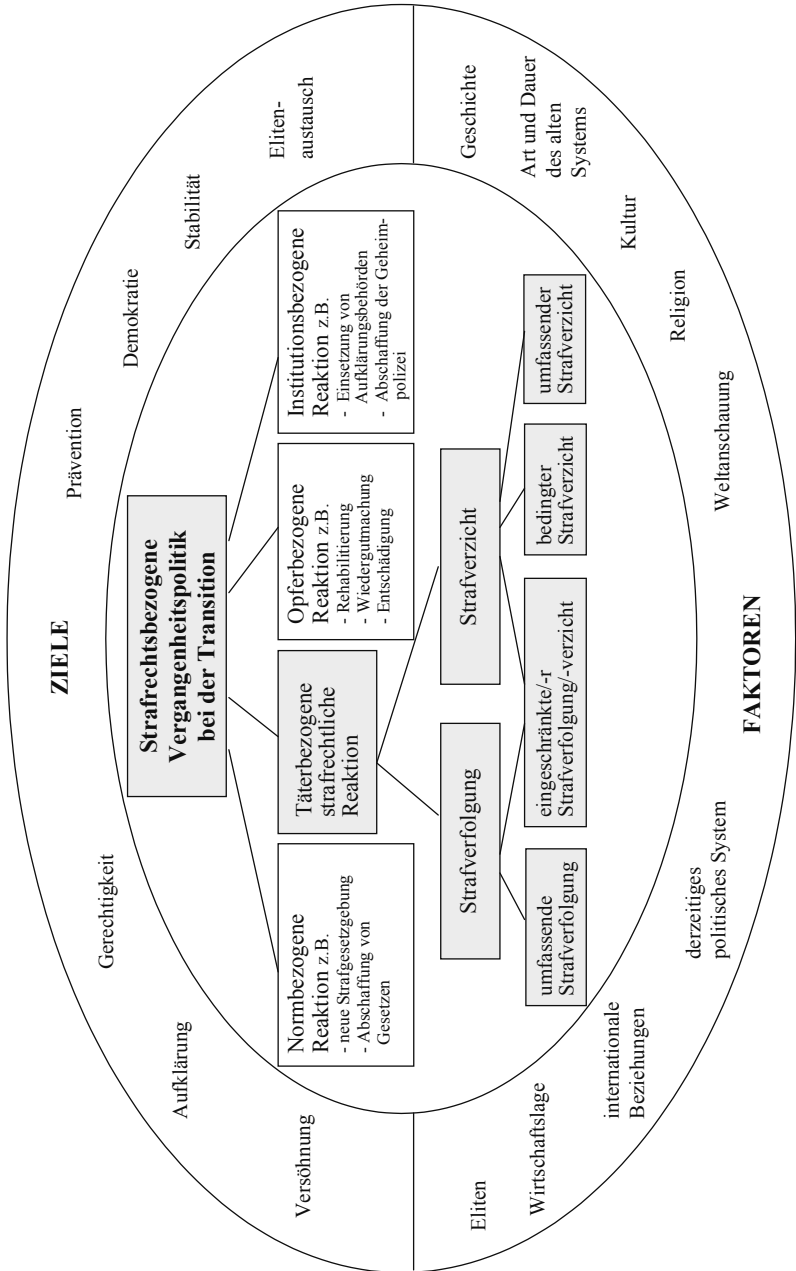 ZIELE
Versöhnung
Aufklärung
Gerechtigkeit
Prävention
Demokratie
Stabilität
Eliten-
austausch
Strafrechtsbezogene
Vergangenheitspolitik
bei der Transition
Normbezogene
Reaktion z.B.
- neue Strafgesetzgebung
- Abschaffung von
Gesetzen
Täterbezogene
strafrechtliche
Reaktion
Opferbezogene
Reaktion z.B.
- Rehabilitierung
- Wiedergutmachung
- Entschädigung
Institutionsbezogene
Reaktion z.B.
- Einsetzung von
Aufklärungsbehörden
- Abschaffung der Geheim-
polizei
Strafverfolgung
Strafverzicht
umfassende
Strafverfolgung
eingeschränkte/-r
Strafverfolgung/-verzicht
bedingter
Strafverzicht
umfassender
Strafverzicht
Eliten
Wirtschaftslage
internationale
Beziehungen
derzeitiges
politisches System
Weltanschauung
Religion
Kultur
Art und Dauer
des alten
Systems
Geschichte
FAKTOREN